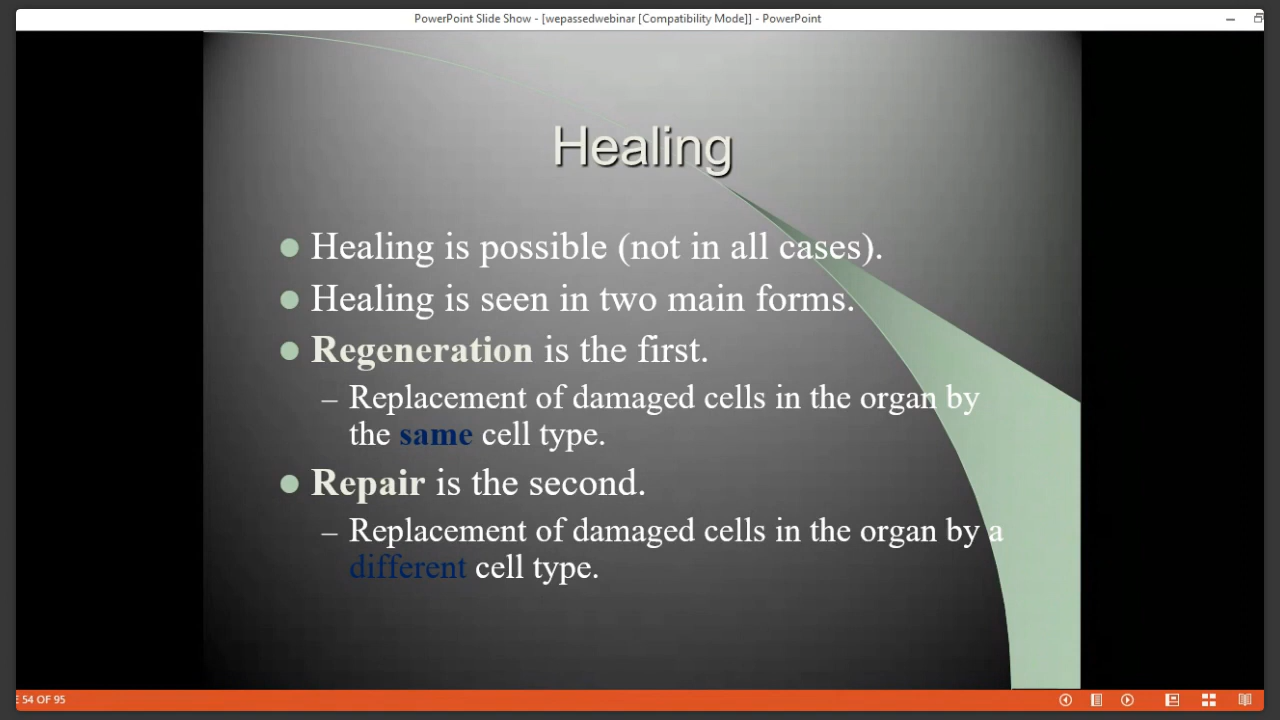 PowerPoint Slide Show - [wepassedwebinar [Compatibility Mode]] - PowerPoint
Healing
Healing is possible (not in all cases).
Healing is seen in two main forms.
Regeneration is the first.
– Replacement of damaged cells in the organ by
the same cell type.
Repair is the second.
– Replacement of damaged cells in the organ by a
different cell type.
E 54 OF 95